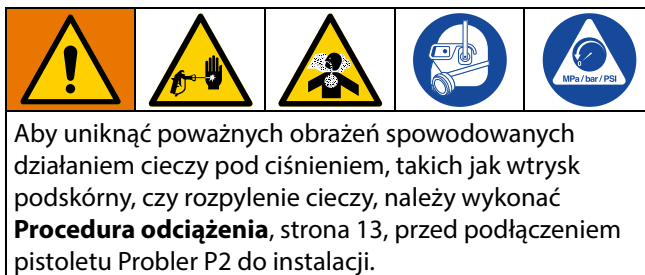 MPa/bar/PSI
Aby uniknąć poważnych obrażeń spowodowanych
działaniem cieczy pod ciśnieniem, takich jak wtrysk
podskórny, czy rozpylenie cieczy, należy wykonać
Procedura odciążenia, strona 13, przed podłączeniem
pistoletu Probler P2 do instalacji.